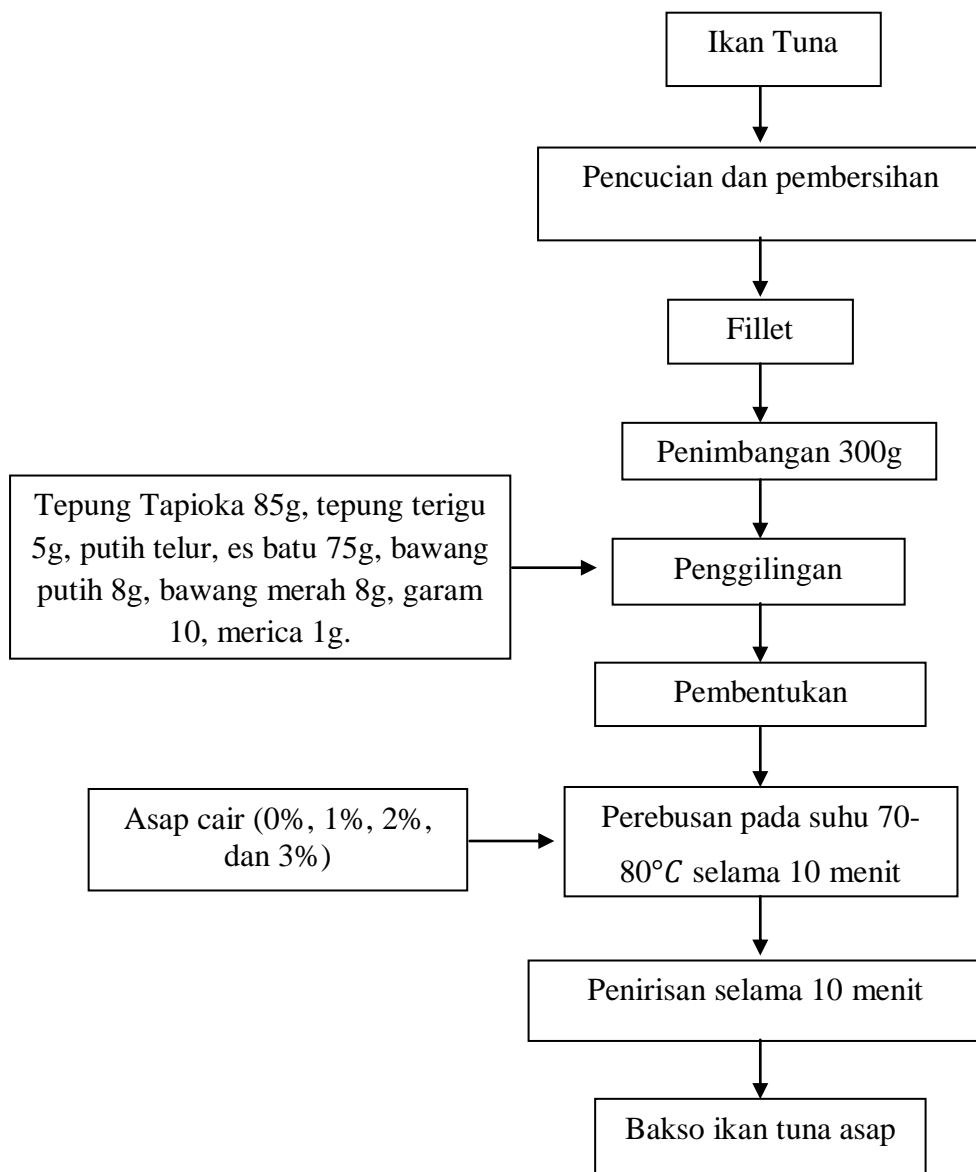 Ikan Tuna
Pencucian dan pembersihan
Fillet
Penimbangan 300g
Tepung Tapioka 85g, tepung terigu
5g, putih telur, es batu 75g, bawang
putih 8g, bawang merah 8g, garam
10, merica 1g.
Penggilingan
Pembentukan
Asap cair (0%, 1%, 2%,
dan 3%)
Perebusan pada suhu 70-
80°C selama 10 menit
Penirisan selama 10 menit
Bakso ikan tuna asap